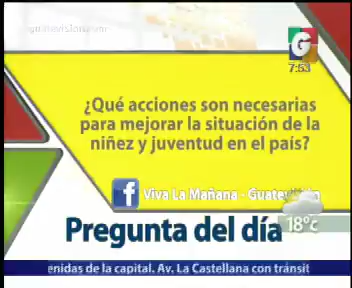 guatevision.com
G
7:53
¿Qué acciones son necesarias
para mejorar la situación de la
niñez y juventud en el país?
f Viva La Mañana - Guatevisión
Pregunta del día
18°c
enidas de la capital. Av. La Castellana con tránsit